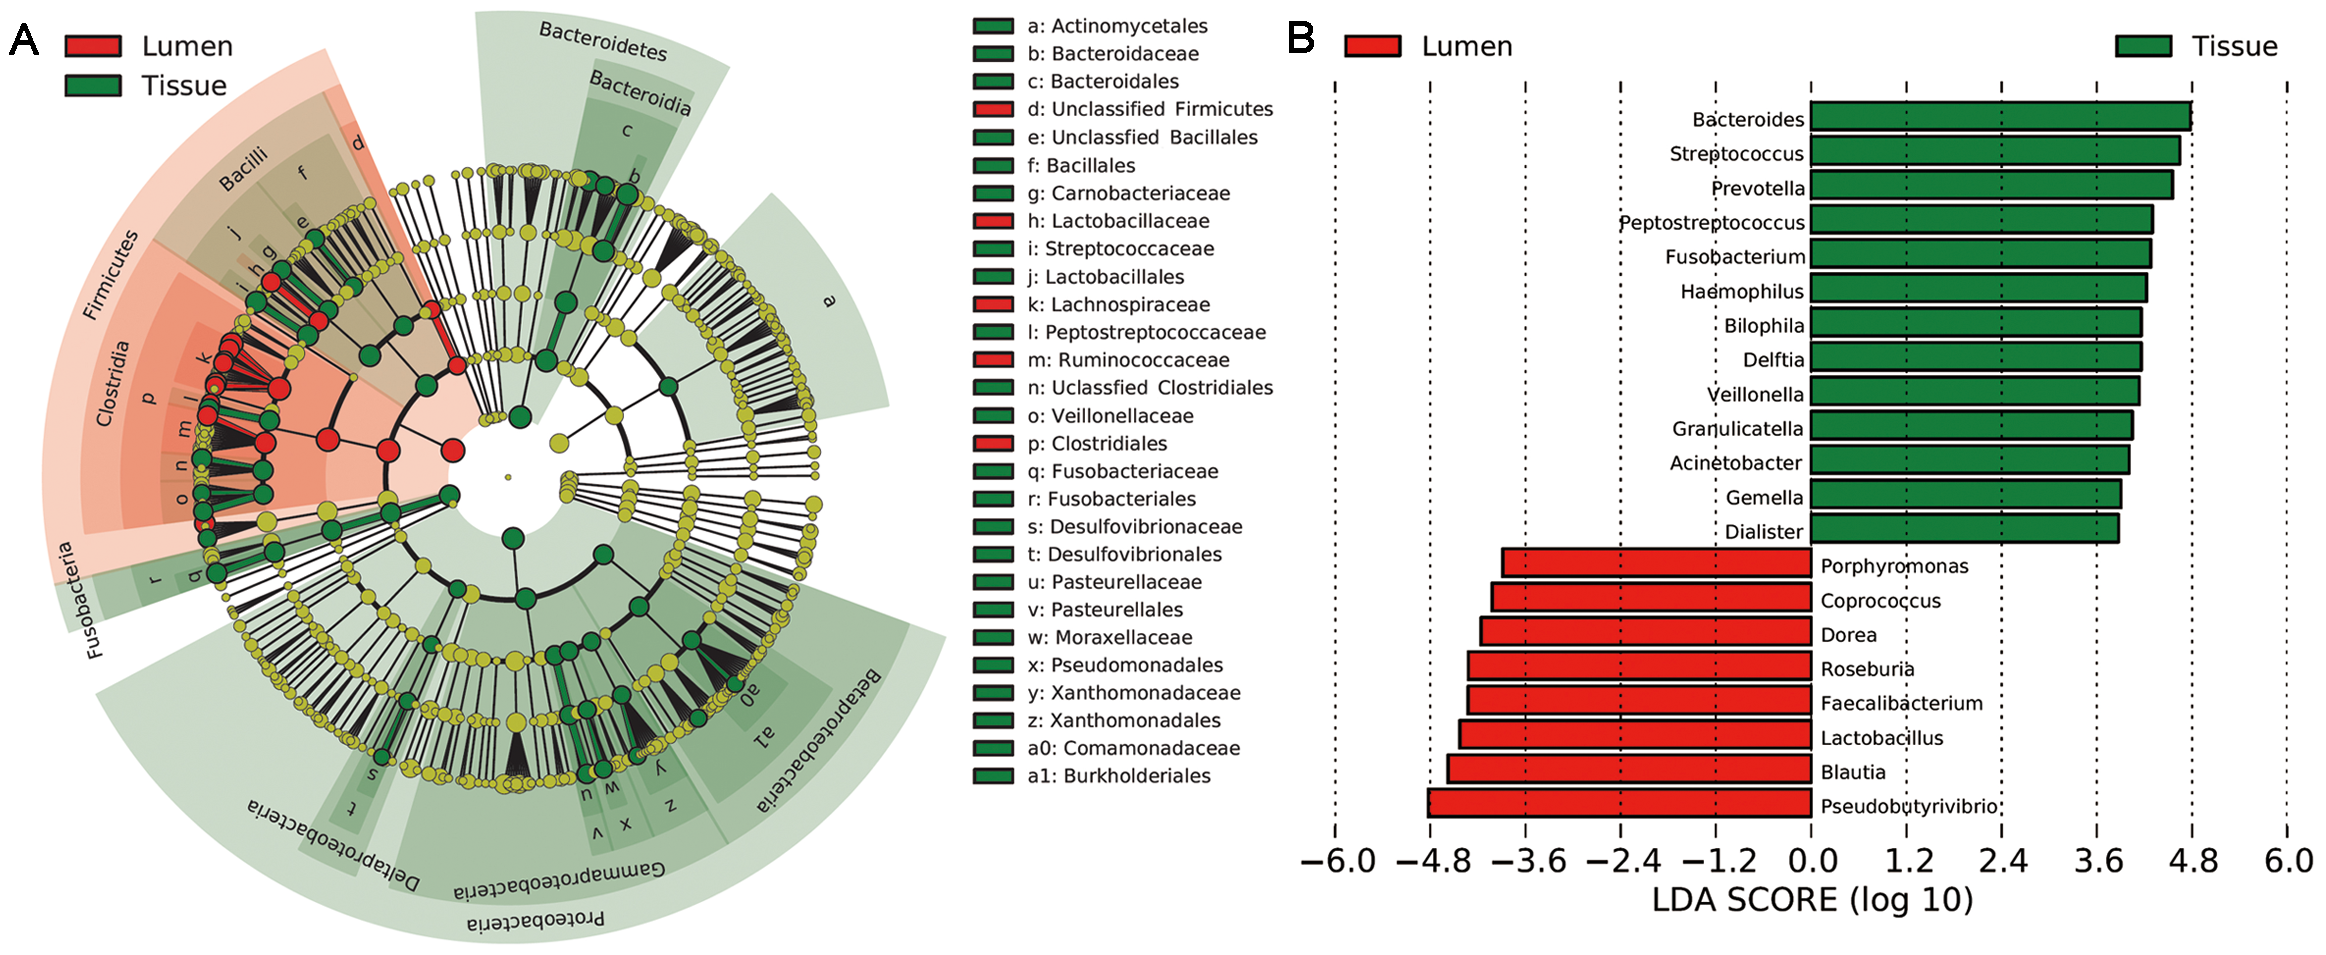 A
Lumen
Tissue
Bacteroidetes
Bacteroidia
c
b
a
d
Bacilli
f
e
j
g
h
i
Firmicutes
Clostridia
p
k
l
m
n
o
Fusobacteria
r
q
Betaproteobacteria
a0
a1
y
z
w
x
u
v
Gammaproteobacteria
Proteobacteria
s
t
Deltaproteobacteria
a: Actinomycetales
b: Bacteroidaceae
c: Bacteroidales
d: Unclassified Firmicutes
e: Unclassfied Bacillales
f: Bacillales
g: Carnobacteriaceae
h: Lactobacillaceae
i: Streptococcaceae
j: Lactobacillales
k: Lachnospiraceae
l: Peptostreptococcaceae
m: Ruminococcaceae
n: Uclassfied Clostridiales
o: Veillonellaceae
p: Clostridiales
q: Fusobacteriaceae
r: Fusobacteriales
s: Desulfovibrionaceae
t: Desulfovibrionales
u: Pasteurellaceae
v: Pasteurellales
w: Moraxellaceae
x: Pseudomonadales
y: Xanthomonadaceae
z: Xanthomonadales
a0: Comamonadaceae
a1: Burkholderiales
B
Lumen
Tissue
Bacteroides
Streptococcus
Prevotella
Peptostreptococcus
Fusobacterium
Haemophilus
Bilophila
Delftia
Veillonella
Granulicatella
Acinetobacter
Gemella
Dialister
Porphyromonas
Coprococcus
Dorea
Roseburia
Faecalibacterium
Lactobacillus
Blautia
Pseudobutyrivibrio
−6.0 −4.8 −3.6 −2.4 −1.2 0.0 1.2 2.4 3.6 4.8 6.0
LDA SCORE (log 10)